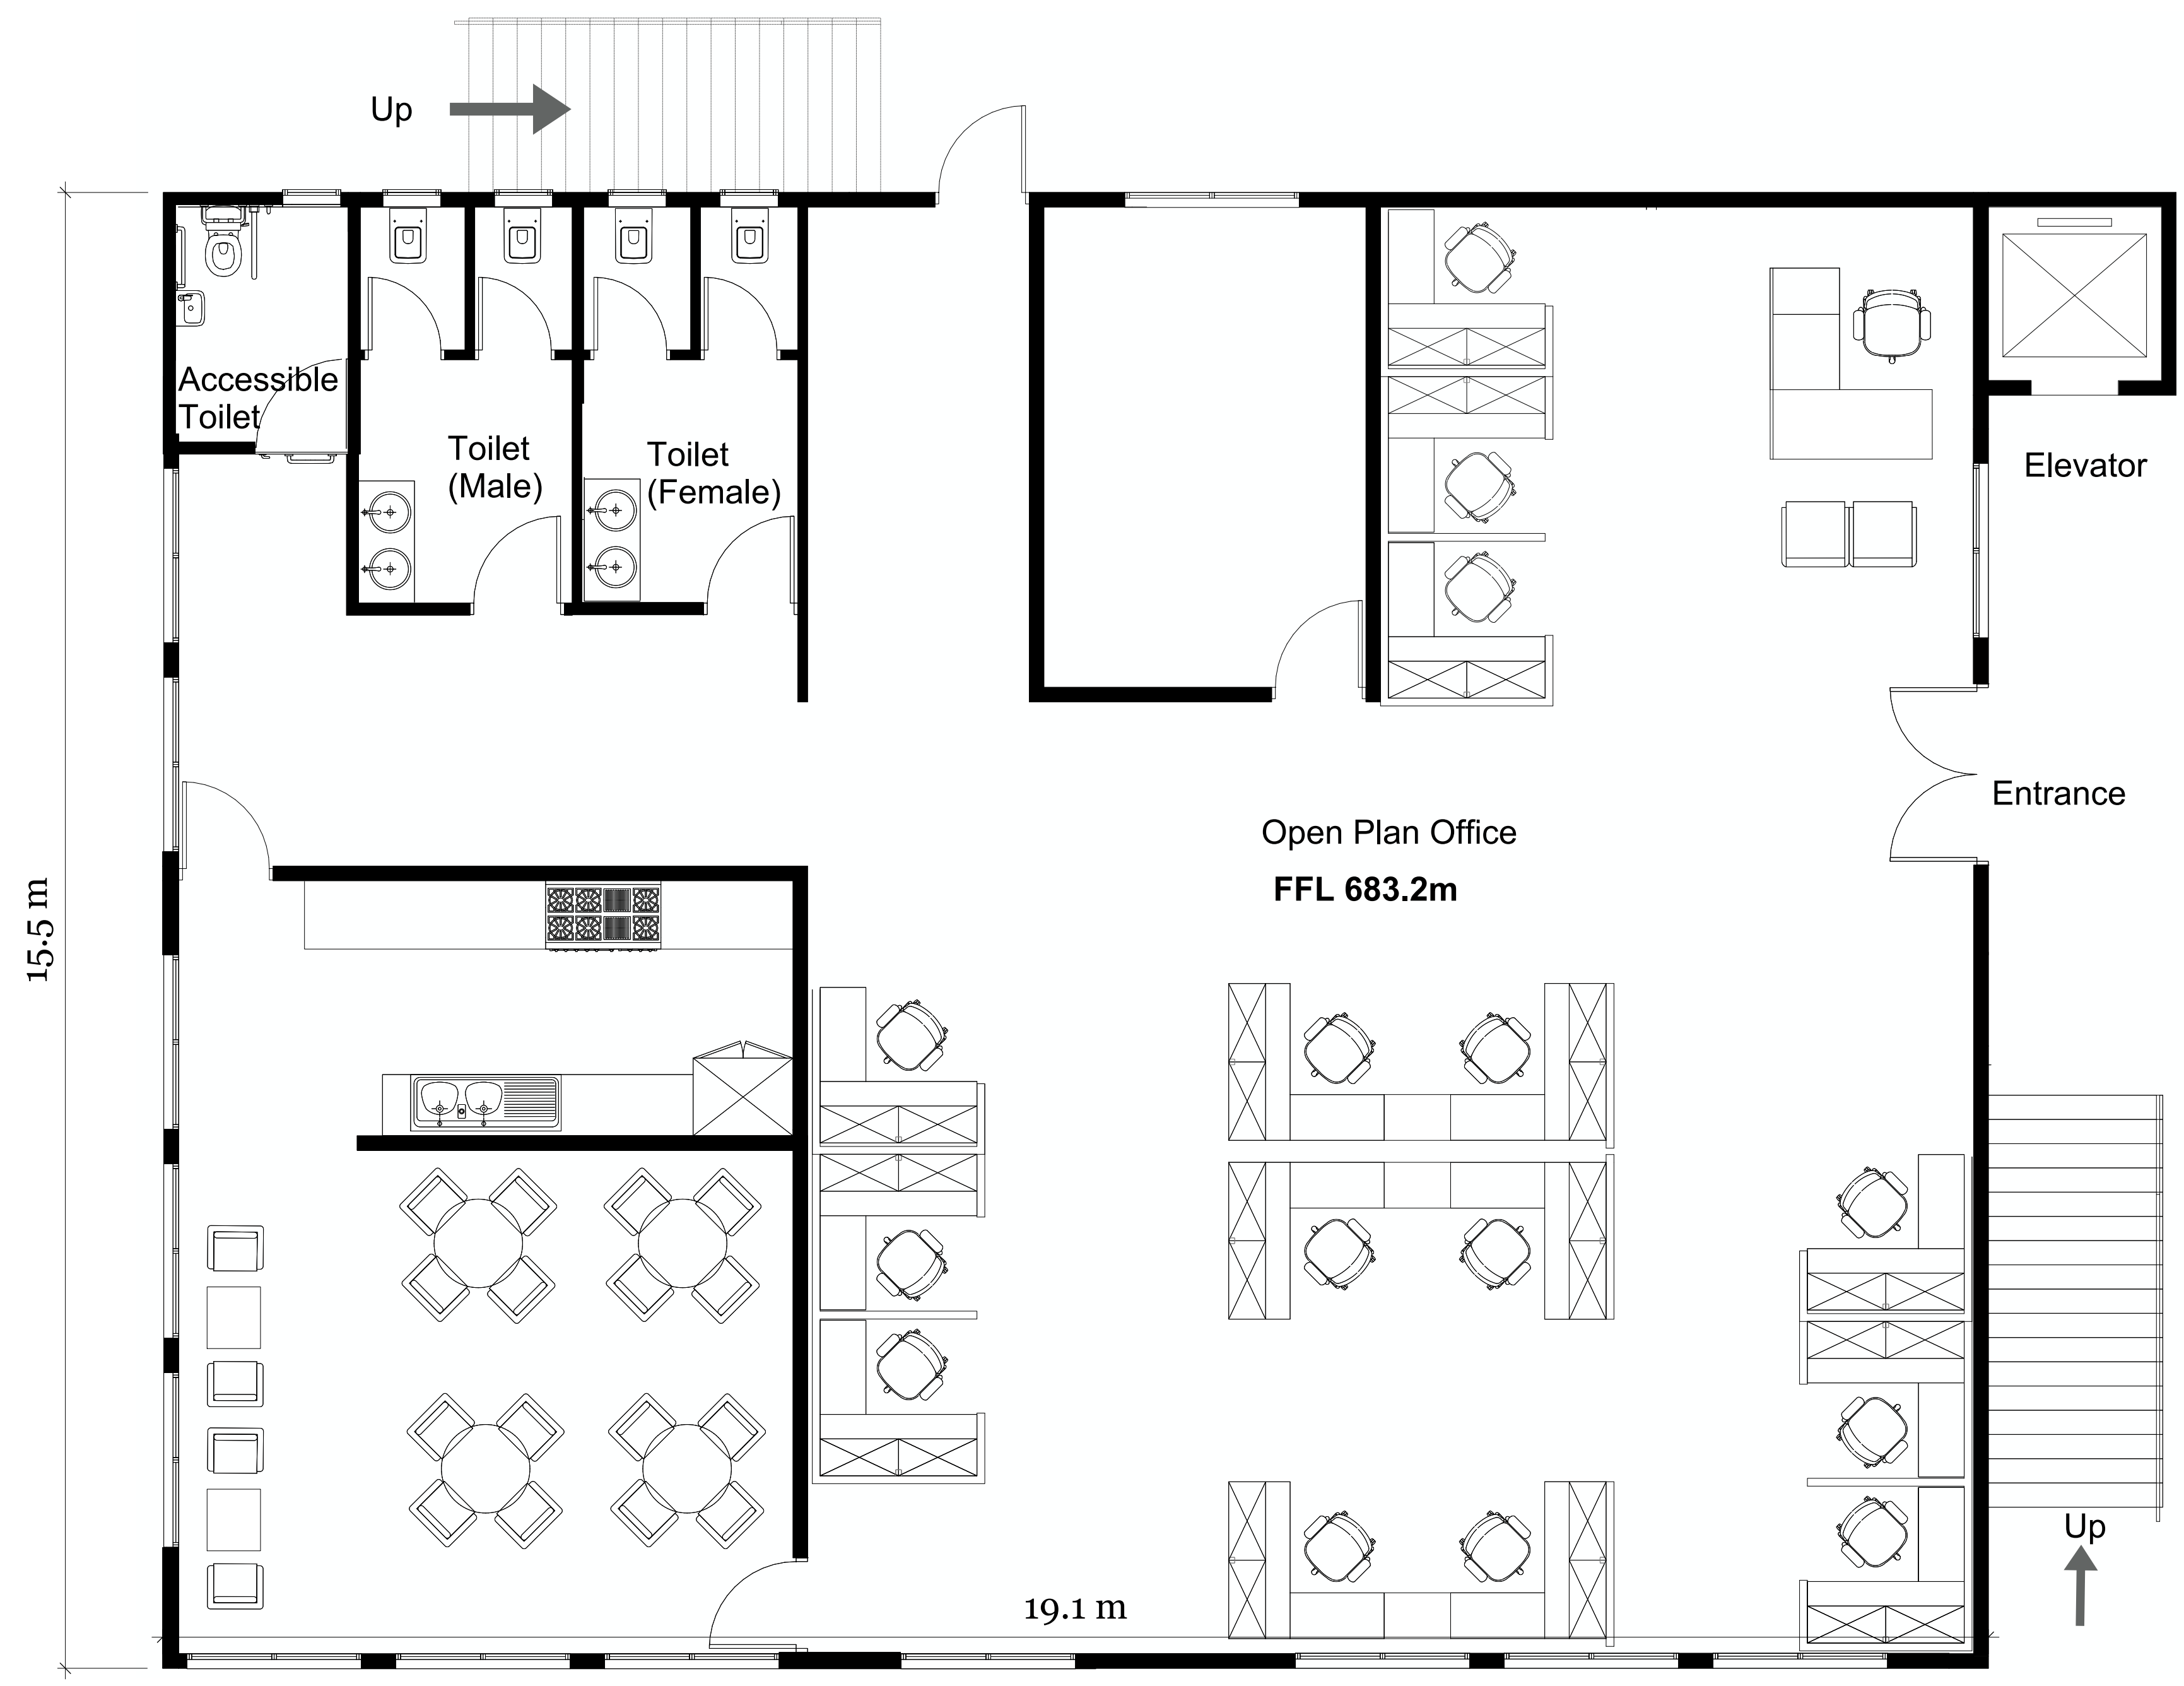 Up
Accessible
Toilet
Toilet
(Male)
Toilet
(Female)
Elevator
Entrance
Open Plan Office
FFL 683.2m
15.5 m
Up
19.1 m